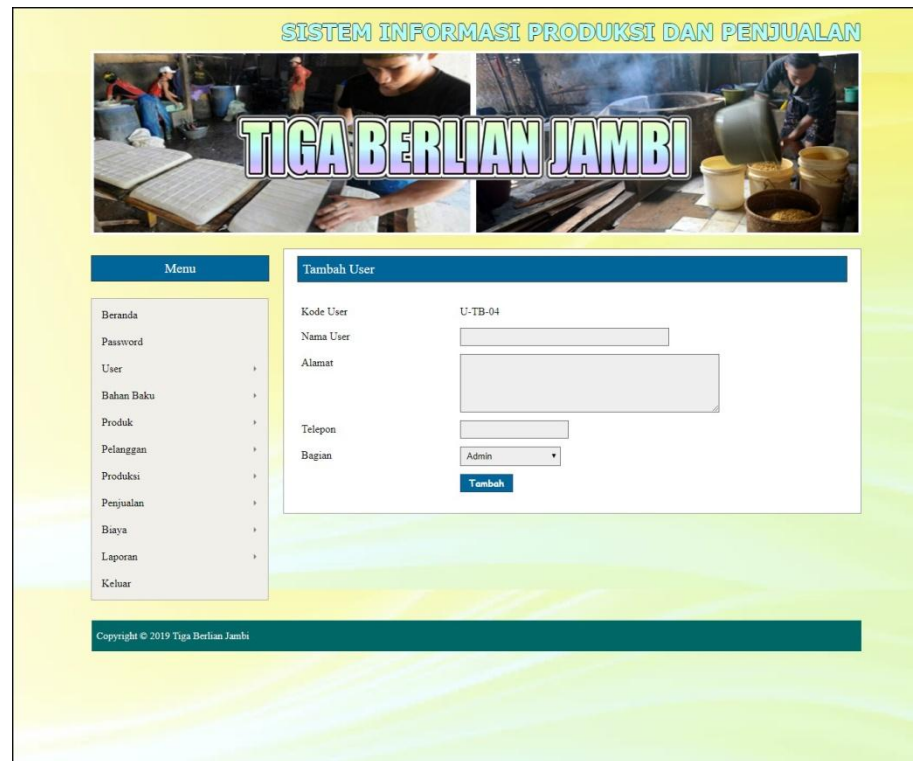 SISTEM INFORMASI PRODUKSI DAN PENJUALAN
TIGA BERLIAN JAMBI
Menu
Beranda
Password
User
Bahan Baku
Produk
Pelanggan
Produksi
Penjualan
Biaya
Laporan
Keluar
Tambah User
Kode User U-TB-04
Nama User
Alamat
Telepon
Bagian Admin
Tambah
Copyright © 2019 Tiga Berlian Jambi